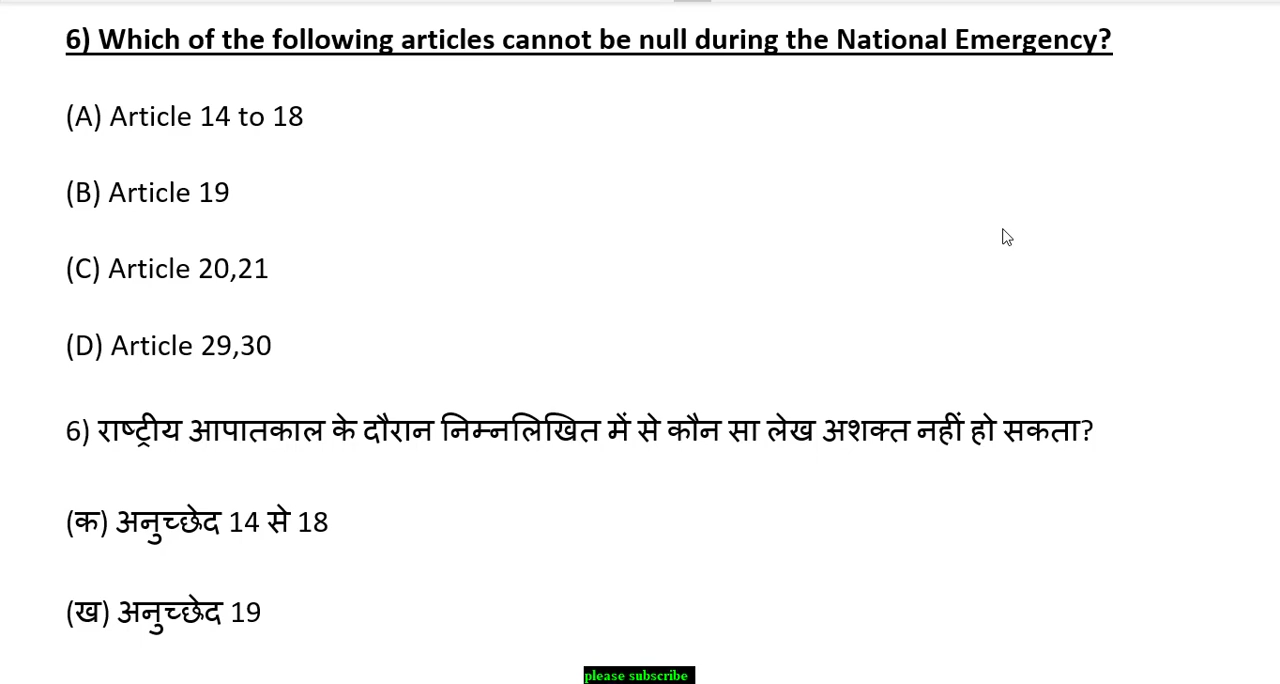 6) Which of the following articles cannot be null during the National Emergency?
(A) Article 14 to 18
(B) Article 19
(C) Article 20,21
(D) Article 29,30
6) राष्ट्रीय आपातकाल के दौरान निम्नलिखित में से कौन सा लेख अशक्त नहीं हो सकता?
(क) अनुच्छेद 14 से 18
(ख) अनुच्छेद 19
please subscribe